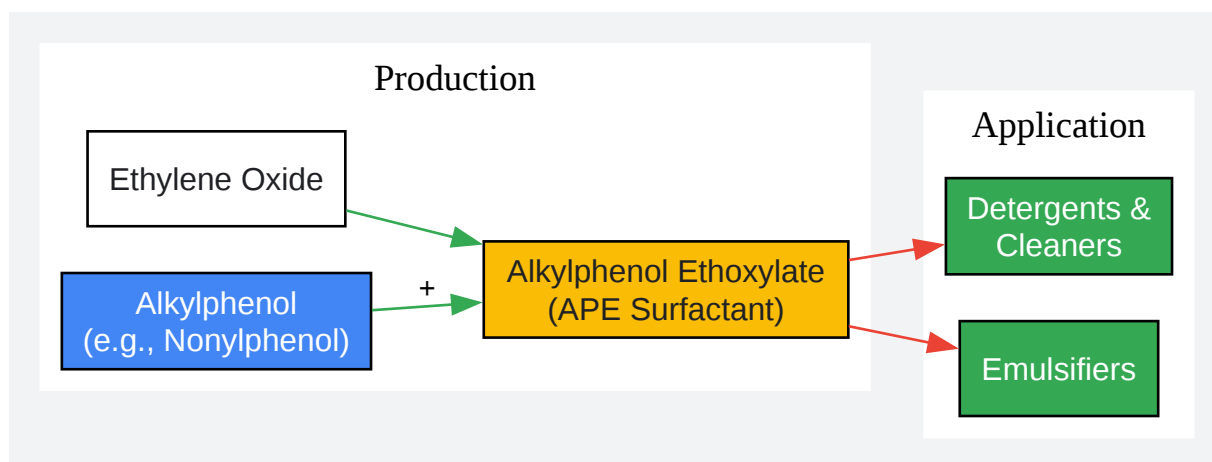 Production
Ethylene Oxide
Alkylphenol
(e.g., Nonylphenol)
+
Alkylphenol Ethoxylate
(APE Surfactant)
Application
Detergents &
Cleaners
Emulsifiers